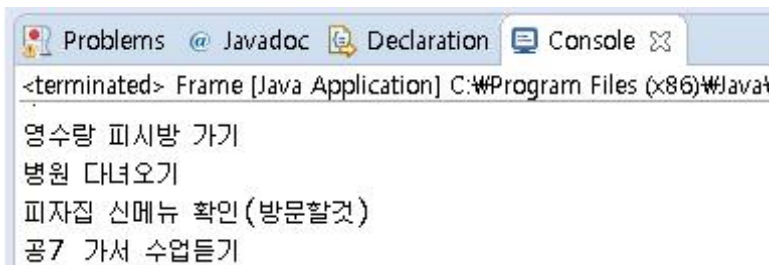 Problems @ Javadoc Declaration Console
<terminated> Frame [Java Application] C:₩Program Files (x86)₩Java₩
영수랑 피시방 가기
병원 다녀오기
피자집 신메뉴 확인(방문할것)
공7 가서 수업듣기